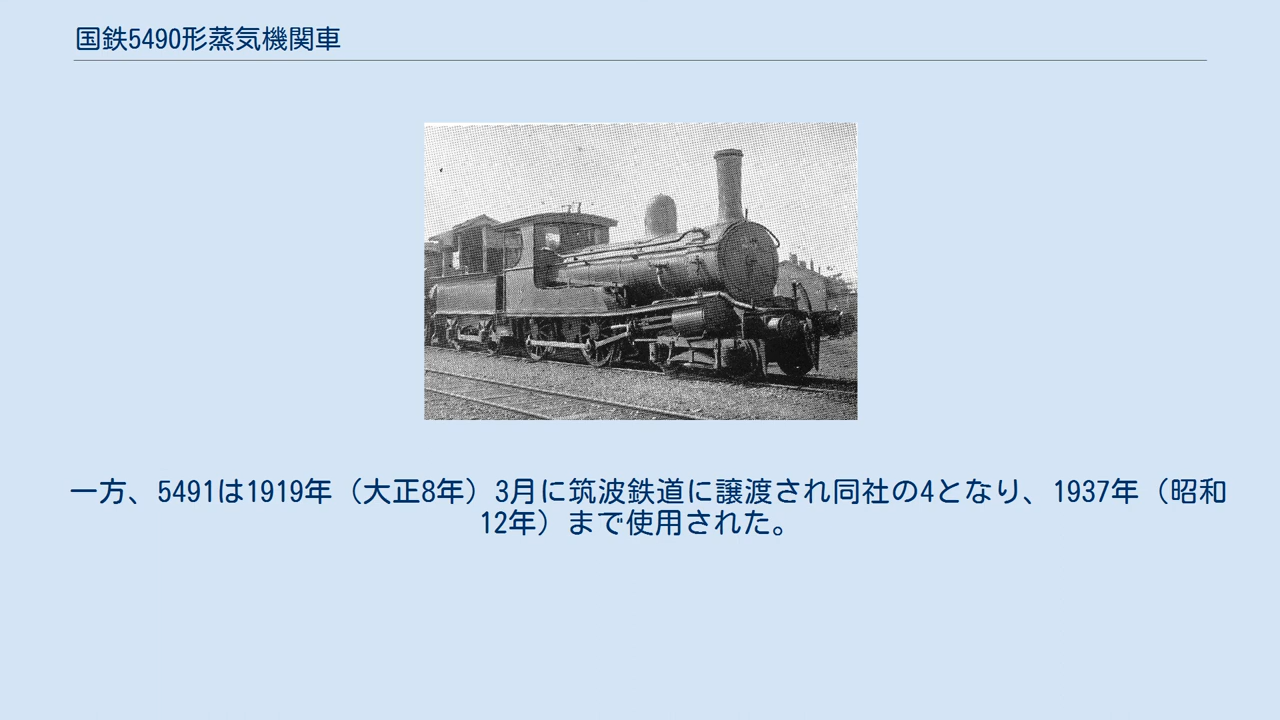 国鉄5490形蒸気機関車
一方、5491は1919年（大正8年）3月に筑波鉄道に譲渡され同社の4となり、1937年（昭和
12年）まで使用された。